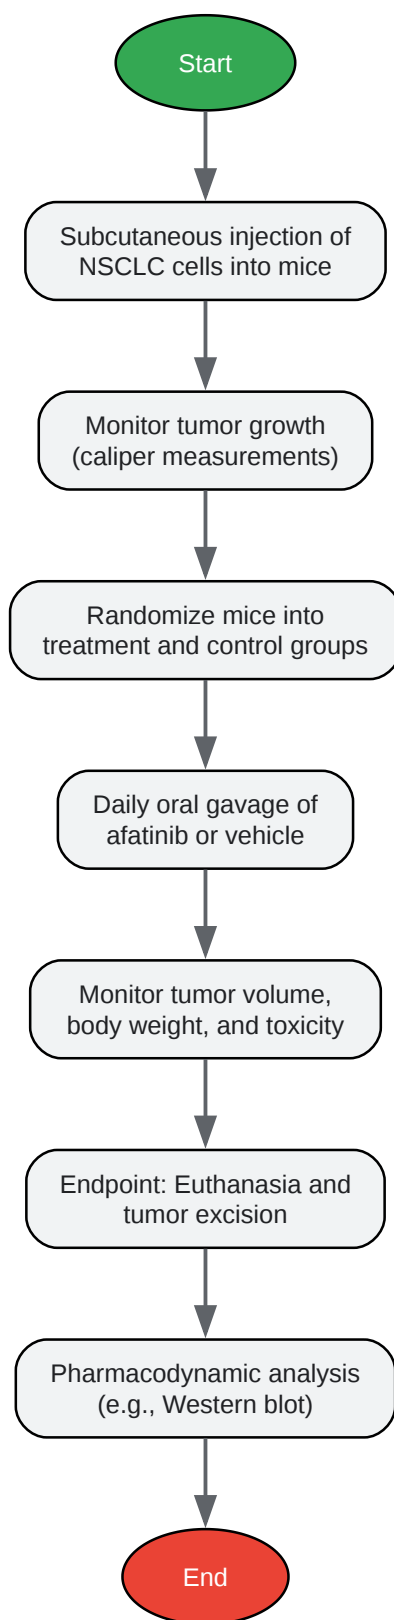 Start
Subcutaneous injection of
NSCLC cells into mice
Monitor tumor growth
(caliper measurements)
Randomize mice into
treatment and control groups
Daily oral gavage of
afatinib or vehicle
Monitor tumor volume,
body weight, and toxicity
Endpoint: Euthanasia and
tumor excision
Pharmacodynamic analysis
(e.g., Western blot)
End